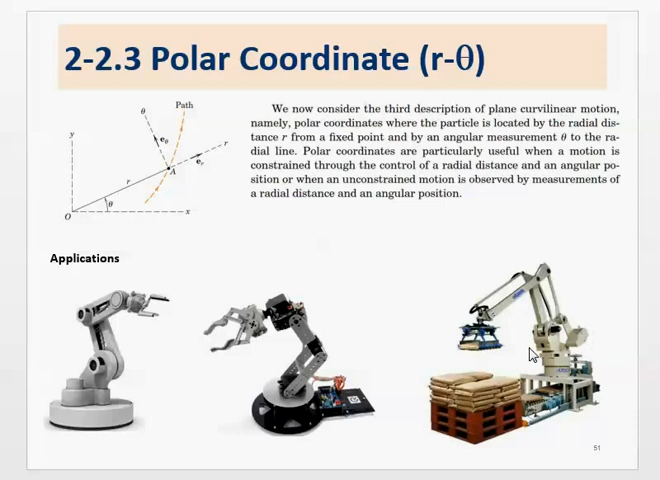 2-2.3 Polar Coordinate (r-θ)
Path
θ
r
y
e_θ
e_r
A
r
θ
O
x
We now consider the third description of plane curvilinear motion,
namely, polar coordinates where the particle is located by the radial dis-
tance r from a fixed point and by an angular measurement θ to the ra-
dial line. Polar coordinates are particularly useful when a motion is
constrained through the control of a radial distance and an angular po-
sition or when an unconstrained motion is observed by measurements of
a radial distance and an angular position.
Applications
51